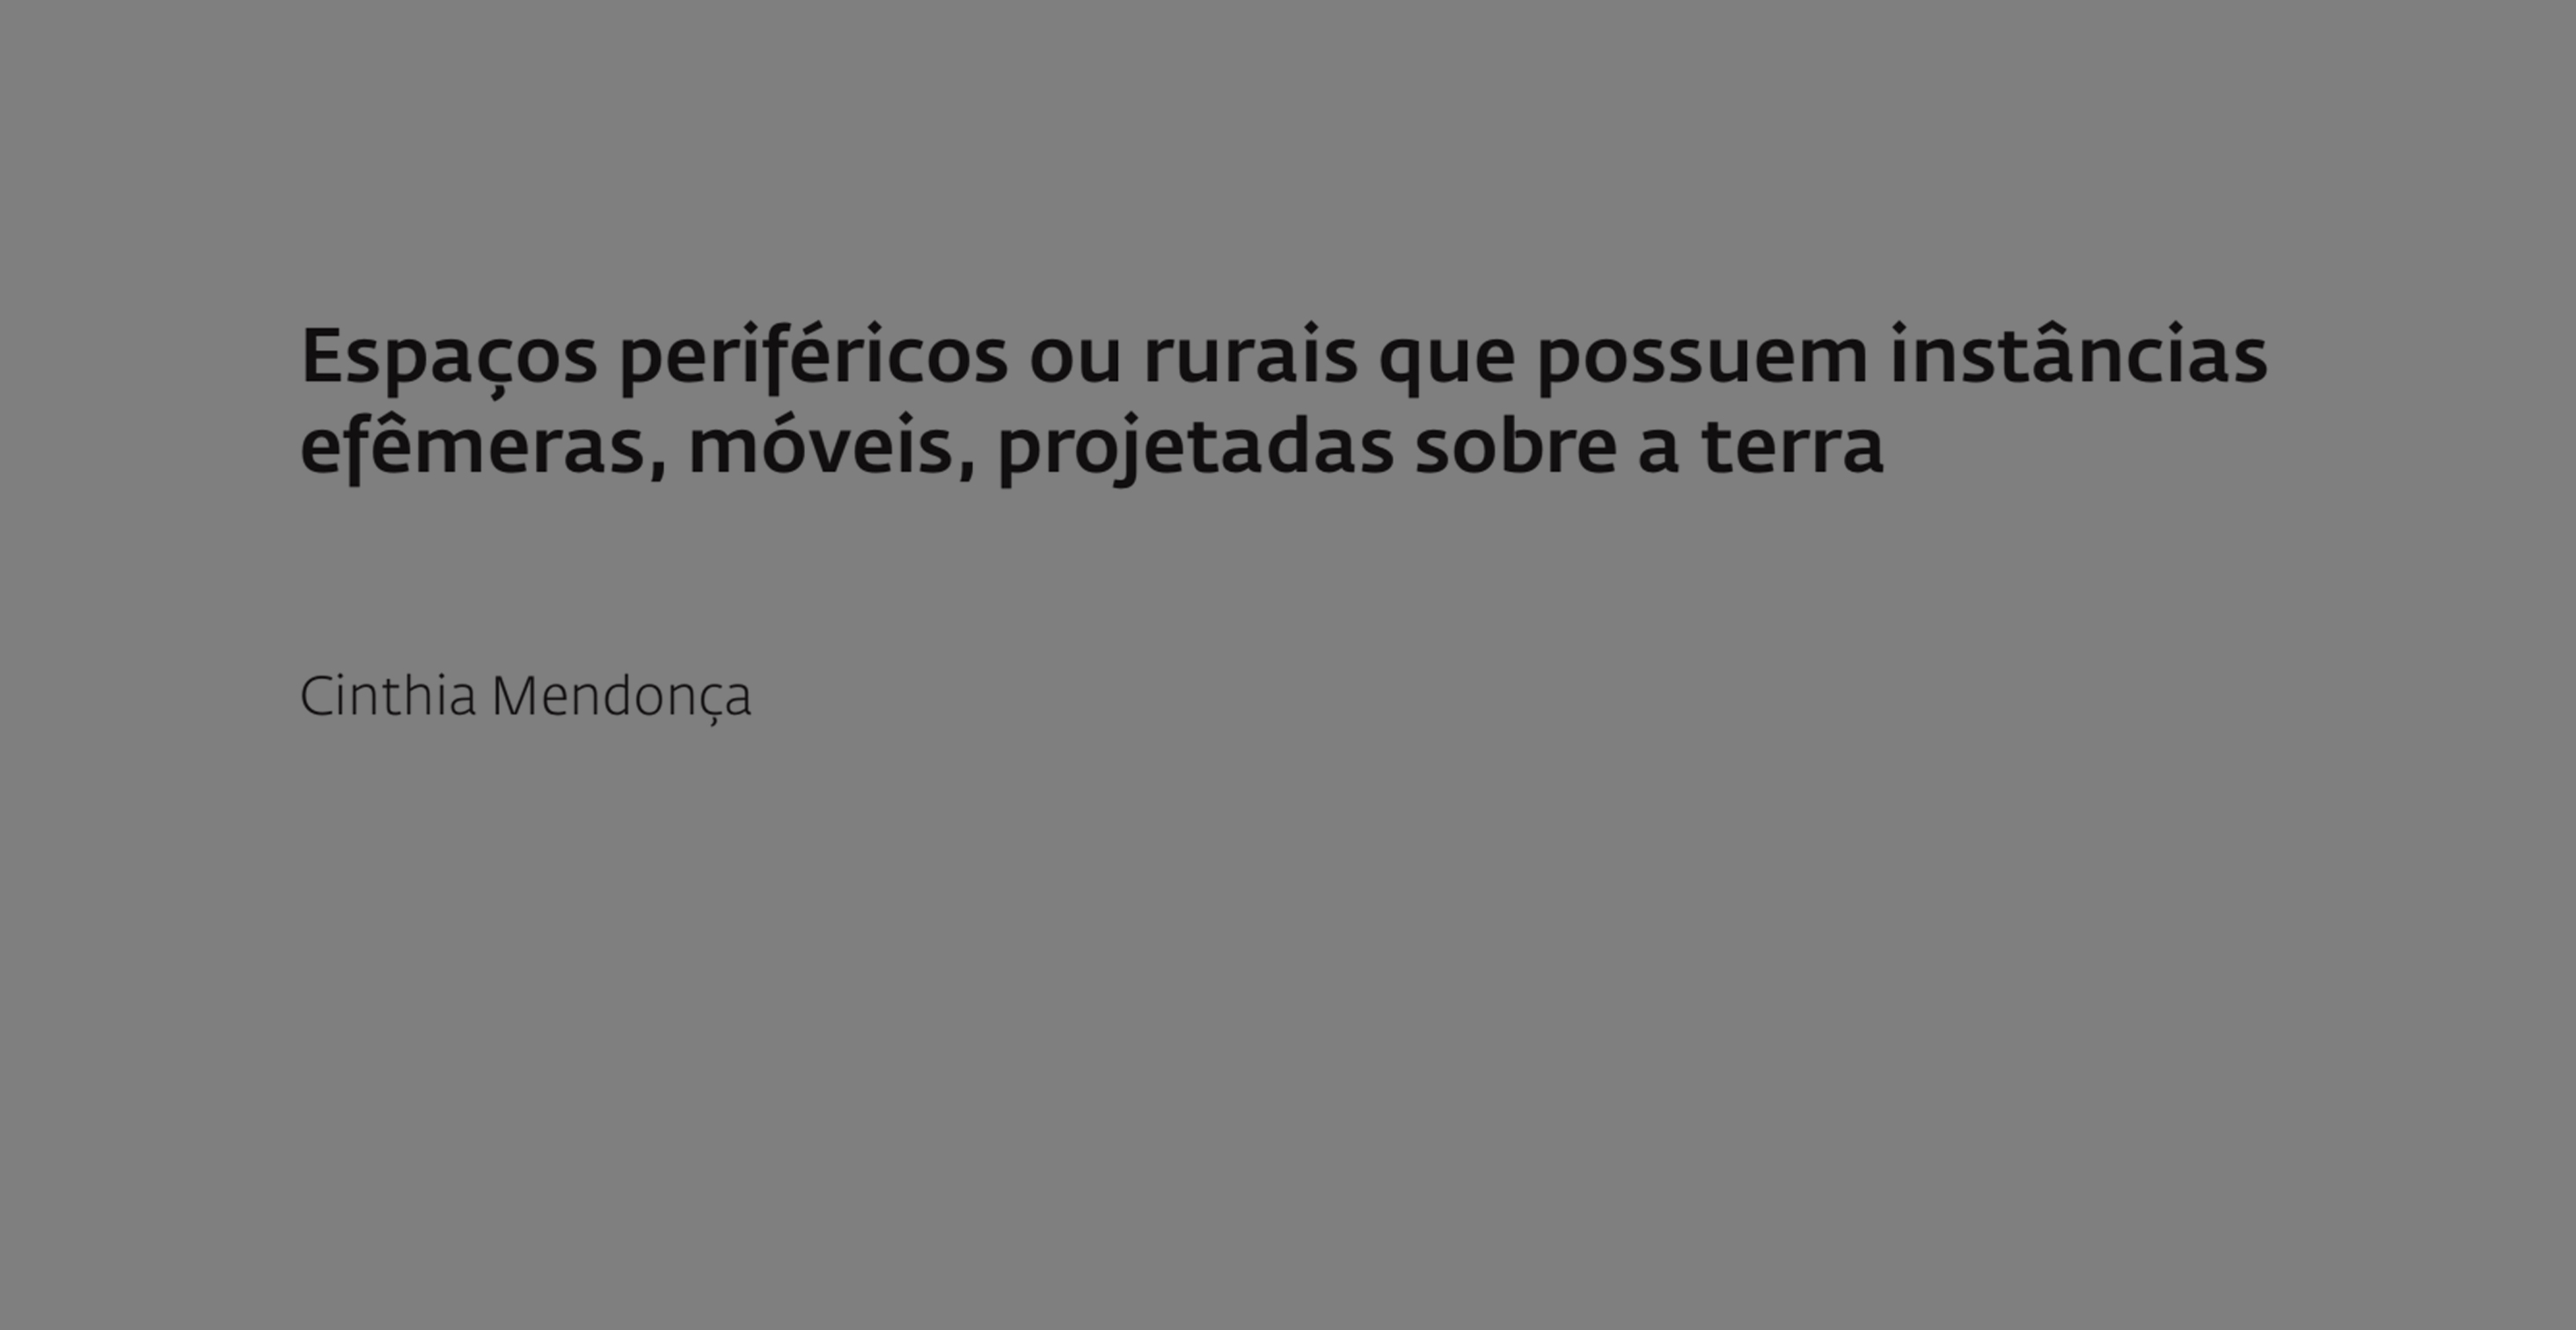 Espaços periféricos ou rurais que possuem instâncias
efêmeras, móveis, projetadas sobre a terra
Cinthia Mendonça